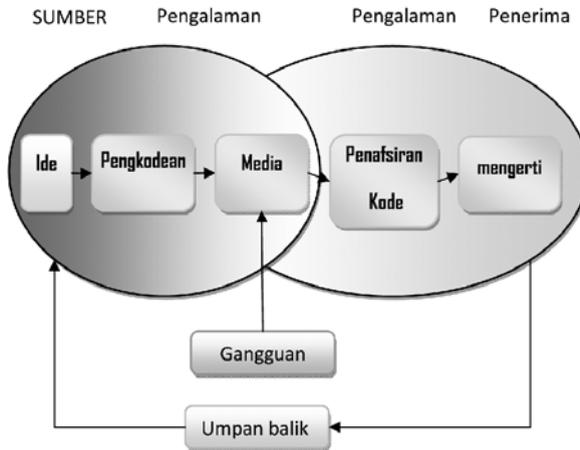 SUMBER Pengalaman Pengalaman Penerima
Ide Pengkodean Media Penafsiran Kode mengerti
Gangguan
Umpan balik